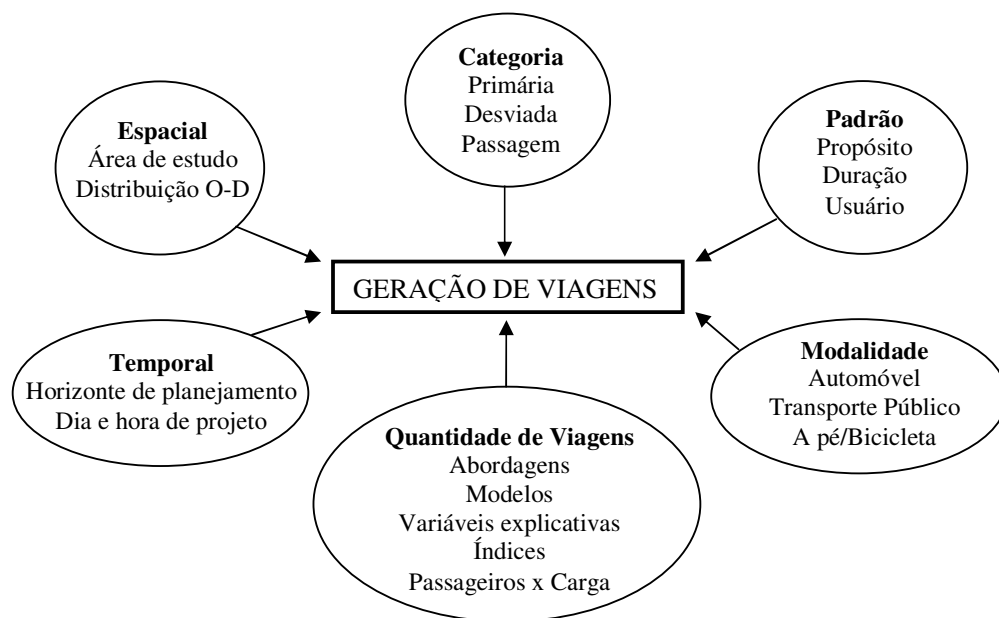 Categoria
Primária
Desviada
Passagem
Espacial
Área de estudo
Distribuição O-D
Padrão
Propósito
Duração
Usuário
GERAÇÃO DE VIAGENS
Temporal
Horizonte de planejamento
Dia e hora de projeto
Quantidade de Viagens
Abordagens
Modelos
Variáveis explicativas
Índices
Passageiros x Carga
Modalidade
Automóvel
Transporte Público
A pé/Bicicleta